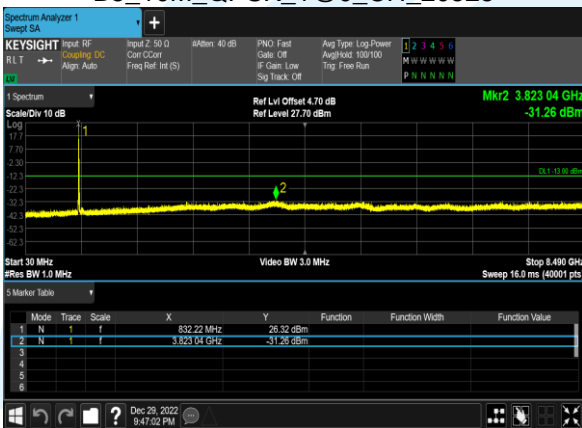 Spectrum Analyzer 1
Swept SA
KEYSIGHT
RLT
LV
Input: RF
Coupling: DC
Align: Auto
Input Z: 50 Ω
Corr CCorr
Freq Ref: Int (S)
#Atten: 40 dB
PNO: Fast
Gate: Off
IF Gain: Low
Sig Track: Off
Avg Type: Log-Power
Avg|Hold: 100/100
Trig: Free Run
1 2 3 4 5 6
M W W W W W
P N N N N N
1 Spectrum
Scale/Div 10 dB
Ref Lvl Offset 4.70 dB
Ref Level 27.70 dBm
Mkr2 3.823 04 GHz
-31.26 dBm
Log
17.7
7.70
-2.30
-12.3
-22.3
-32.3
-42.3
-52.3
-62.3
1
2
DL1 -13.00 dBm
Start 30 MHz
#Res BW 1.0 MHz
Video BW 3.0 MHz
Stop 8.490 GHz
Sweep 16.0 ms (40001 pts)
5 Marker Table
Mode Trace Scale X Y Function Function Width Function Value
1 N 1 f 832.22 MHz 26.32 dBm
2 N 1 f 3.823 04 GHz -31.26 dBm
3
4
5
6
Dec 29, 2022
9:47:02 PM